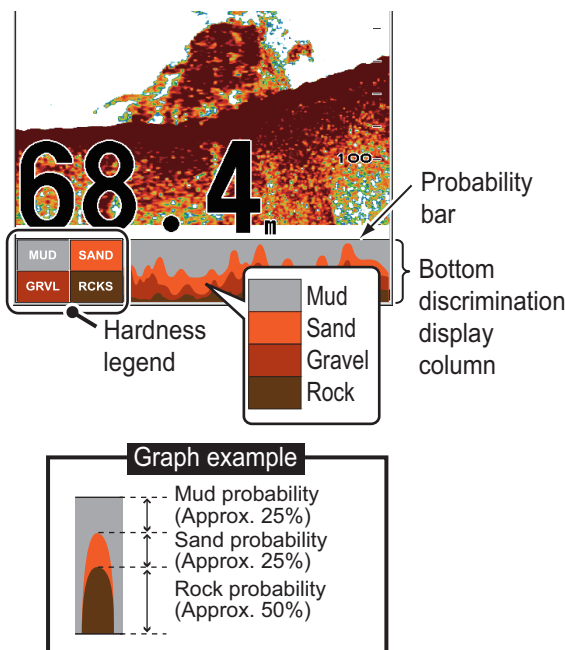 100
68.4m
Probability
bar
MUD SAND
GRVL RCKS
Bottom
discrimination
display
column
Hardness
legend
Mud
Sand
Gravel
Rock
Graph example
Mud probability
(Approx. 25%)
Sand probability
(Approx. 25%)
Rock probability
(Approx. 50%)